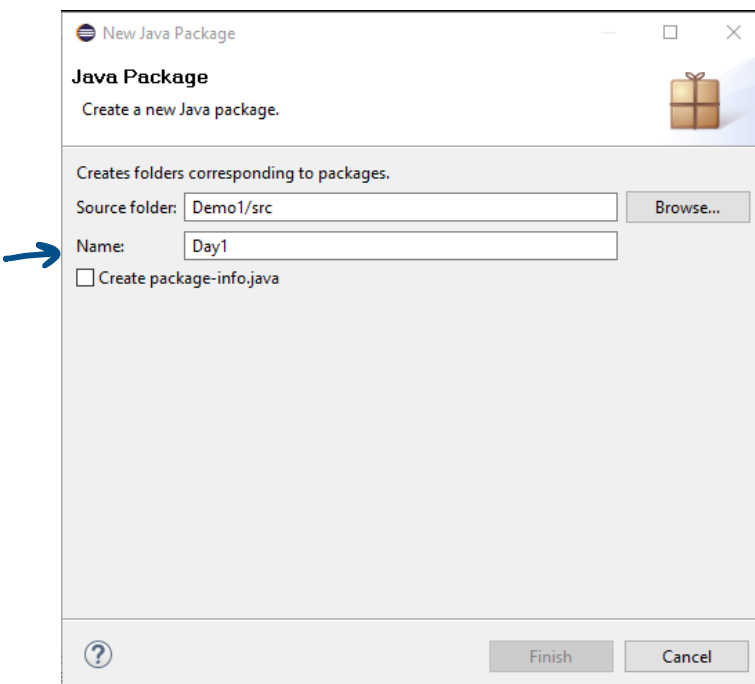 New Java Package
Java Package
Create a new Java package.
Creates folders corresponding to packages.
Source folder: Demo1/src Browse...
Name: Day1
Create package-info.java
? Finish Cancel